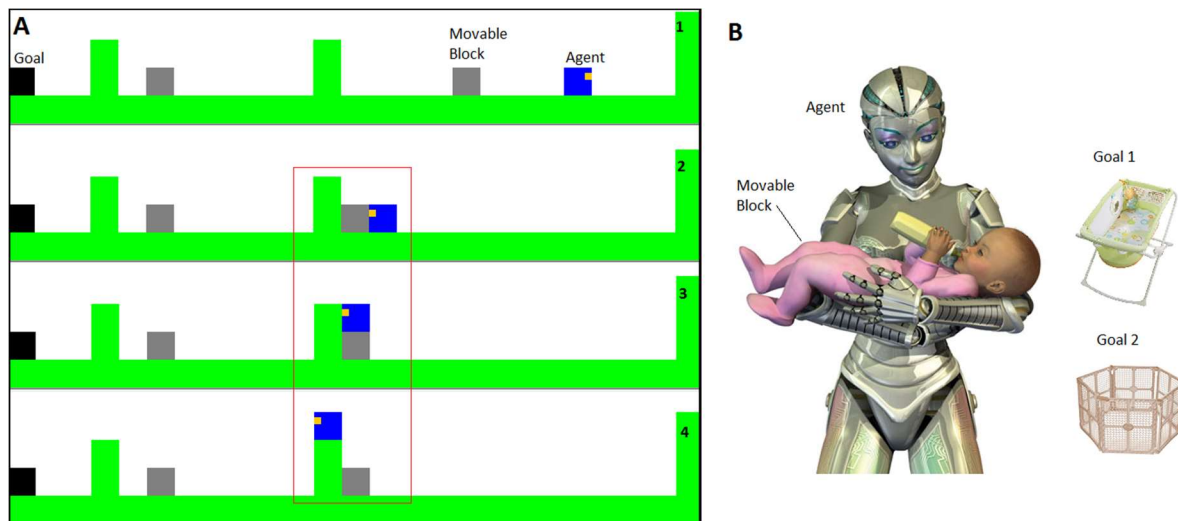 A
Goal
Movable
Block
Agent
1
2
3
4
B
Agent
Movable
Block
Goal 1
Goal 2